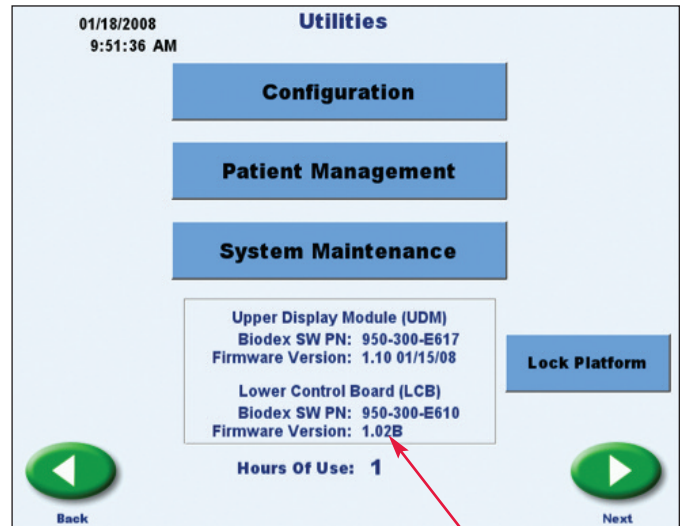 01/18/2008
Utilities
9:51:36 AM
Configuration
Patient Management
System Maintenance
Upper Display Module (UDM)
Biodex SW PN: 950-300-E617
Firmware Version: 1.10 01/15/08
Lock Platform
Lower Control Board (LCB)
Biodex SW PN: 950-300-E610
Firmware Version: 1.02B
Hours Of Use: 1
Back
Next